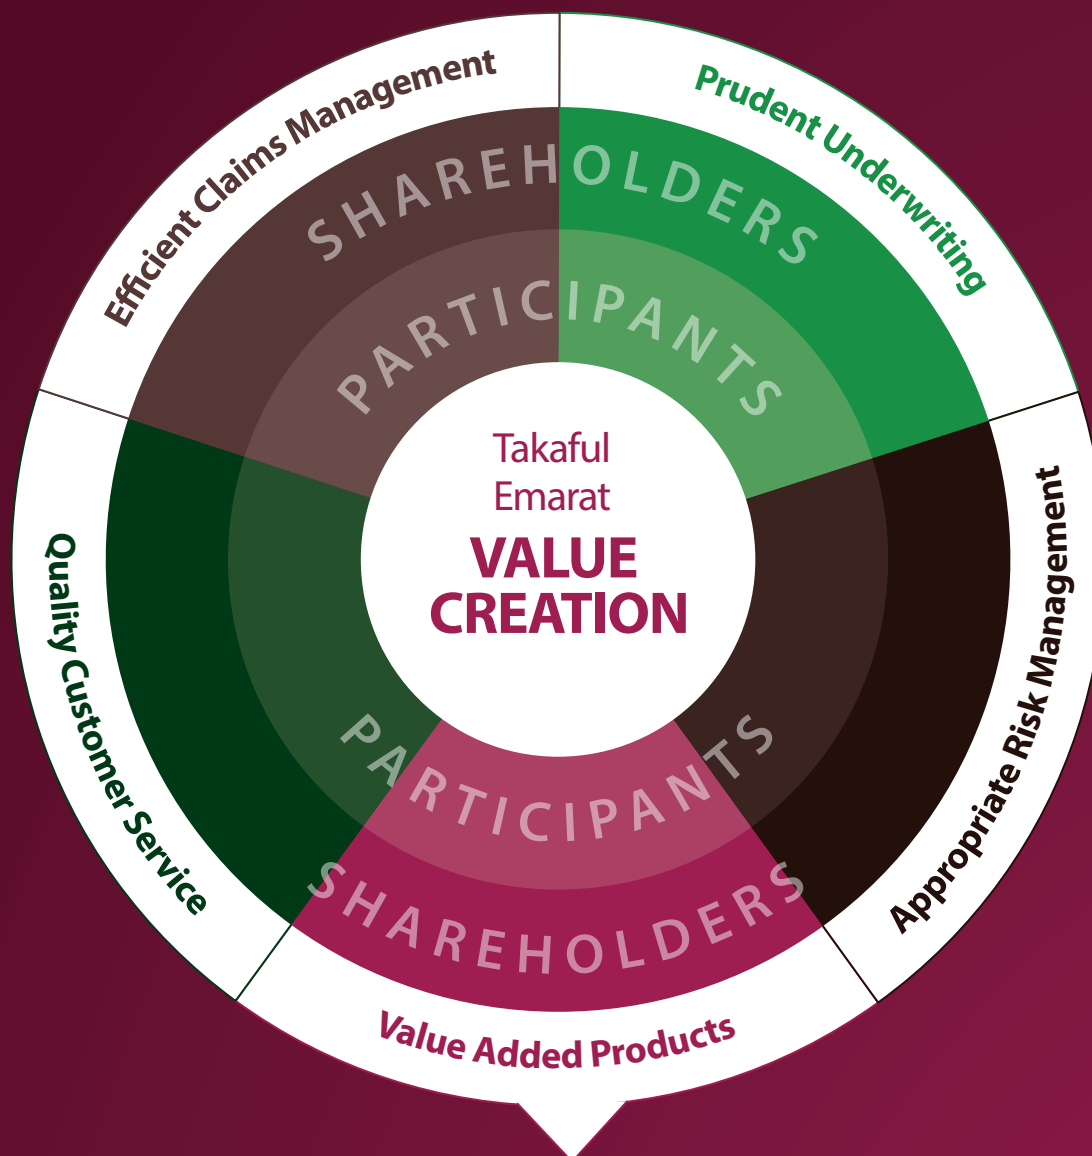 Efficient Claims Management
Prudent Underwriting
SHAREHOLDERS
PARTICIPANTS
Takaful
Emarat
VALUE
CREATION
Quality Customer Service
Appropriate Risk Management
PARTICIPANTS
SHAREHOLDERS
Value Added Products